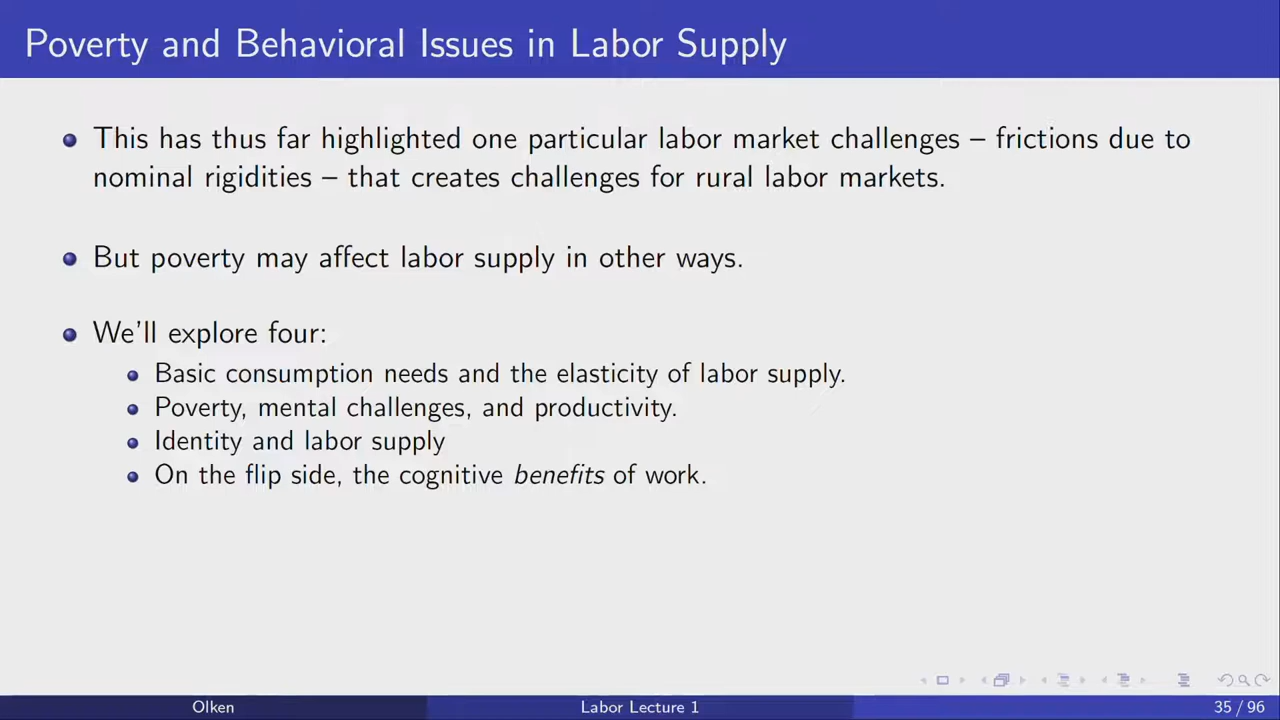 Poverty and Behavioral Issues in Labor Supply
This has thus far highlighted one particular labor market challenges – frictions due to
nominal rigidities – that creates challenges for rural labor markets.
But poverty may affect labor supply in other ways.
We'll explore four:
Basic consumption needs and the elasticity of labor supply.
Poverty, mental challenges, and productivity.
Identity and labor supply
On the flip side, the cognitive benefits of work.
Olken
Labor Lecture 1
35 / 96